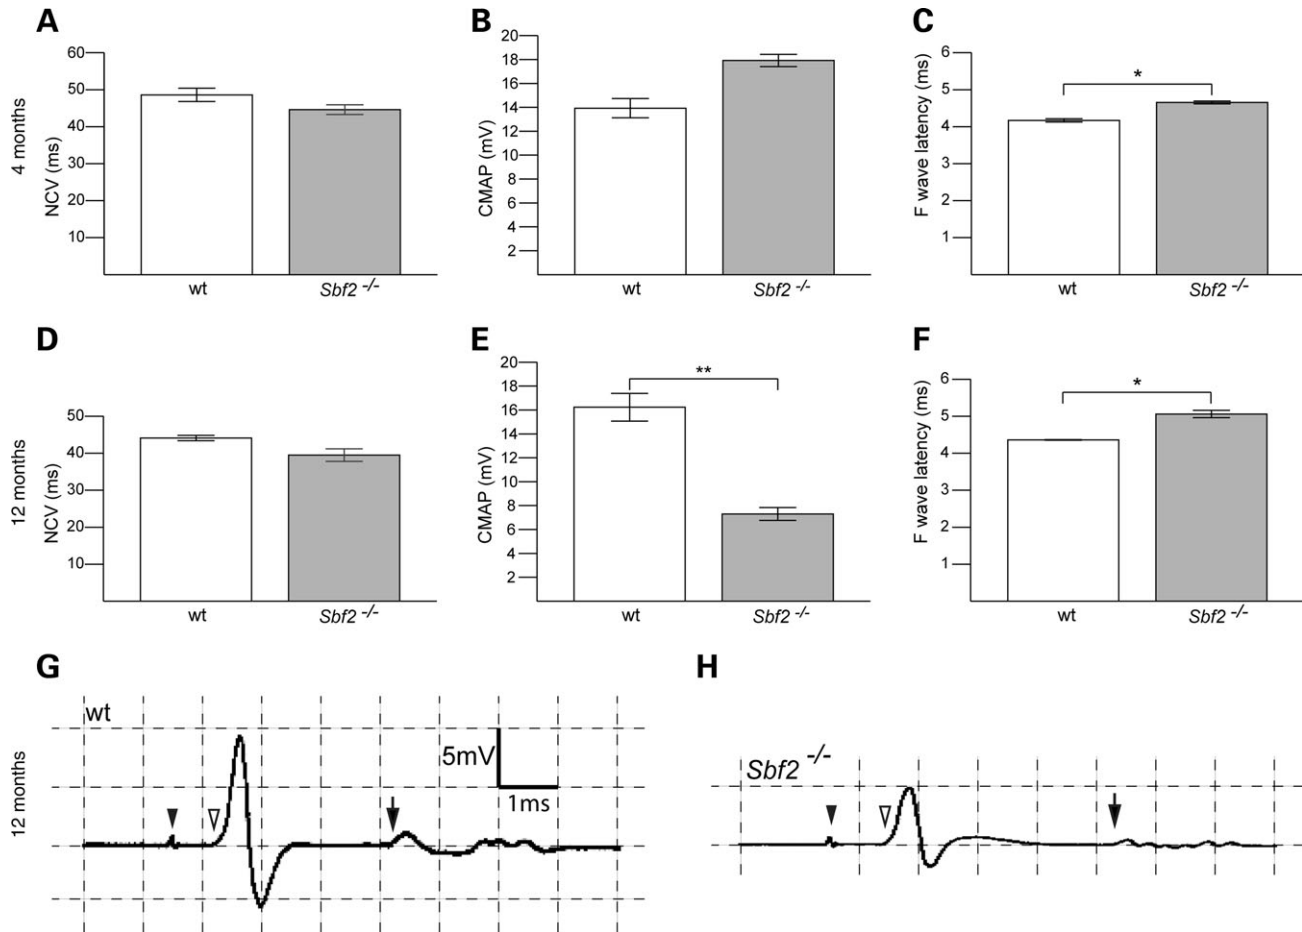 A
B
C
4 months
NCV (ms)
60
50
40
30
20
10
wt
Sbf2 -/-
CMAP (mV)
20
18
16
14
12
10
8
6
4
2
wt
Sbf2 -/-
F wave latency (ms)
6
5
4
3
2
1
*
wt
Sbf2 -/-
D
E
F
12 months
NCV (ms)
50
40
30
20
10
wt
Sbf2 -/-
CMAP (mV)
20
18
16
14
12
10
8
6
4
2
**
wt
Sbf2 -/-
F wave latency (ms)
6
5
4
3
2
1
*
wt
Sbf2 -/-
G
H
12 months
wt
5mV
1ms
Sbf2 -/-